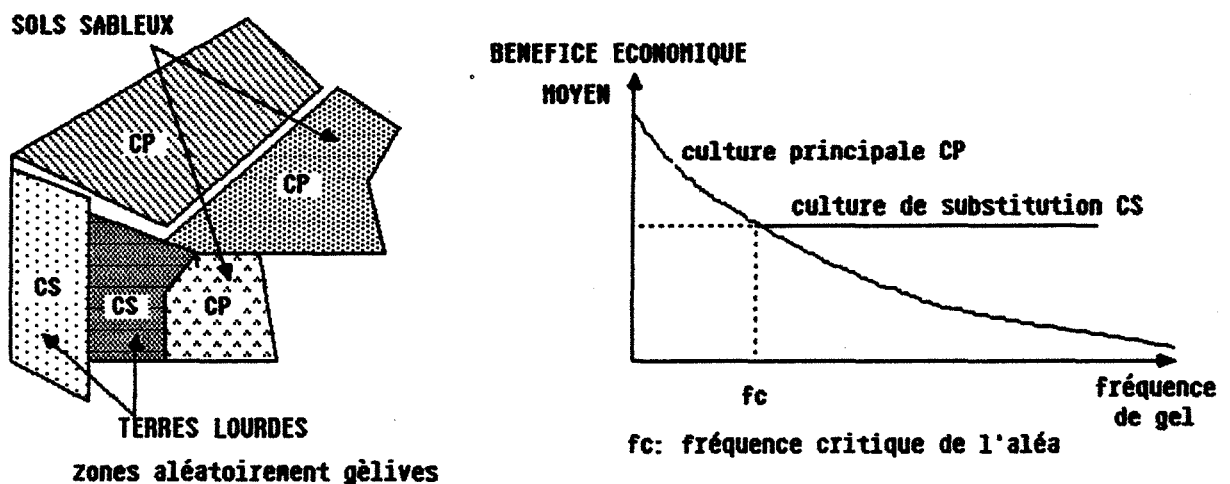 SOLS SABLEUX
CP
CP
CS
CS
CP
TERRES LOURDES
zones aléatoirement gèlives
BENEFICE ECONOMIQUE
MOYEN
culture principale CP
culture de substitution CS
fc
fréquence
de gel
fc: fréquence critique de l'aléa